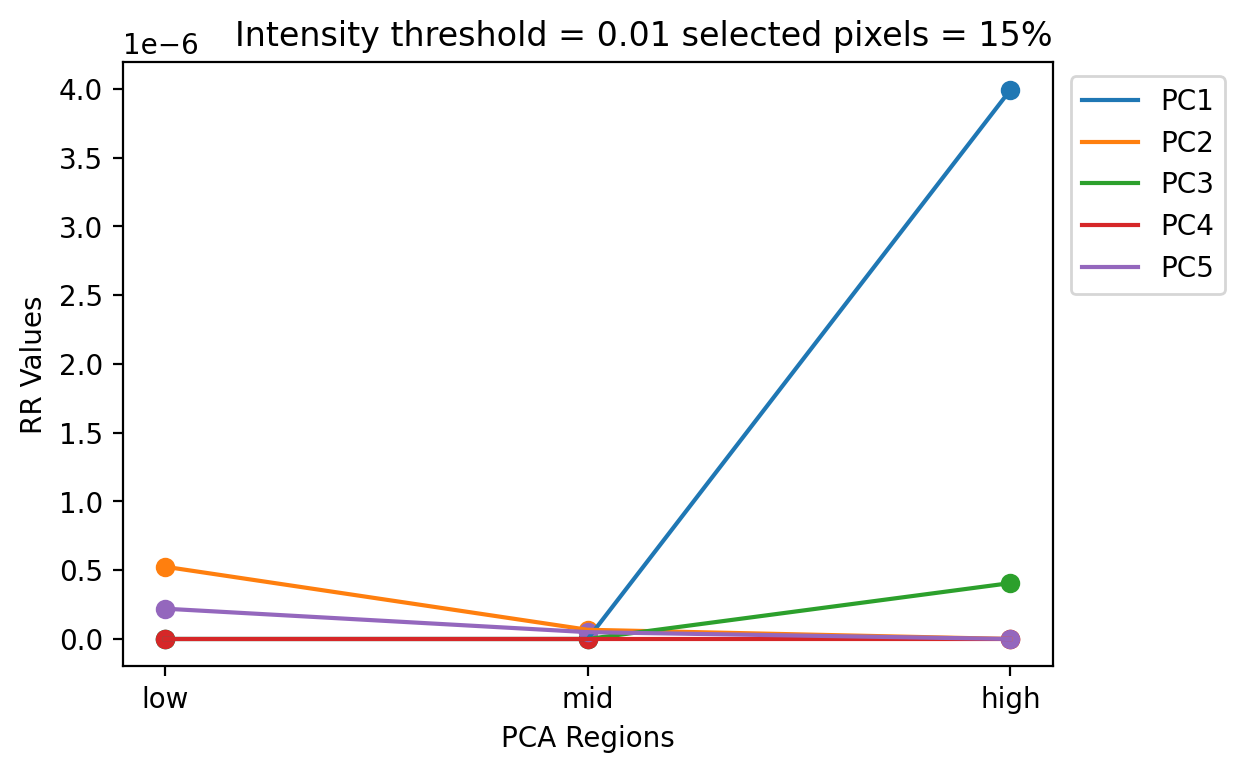 Intensity threshold = 0.01 selected pixels = 15%
1e−6
4.0
3.5
3.0
2.5
2.0
1.5
1.0
0.5
0.0
RR Values
low
mid
high
PCA Regions
PC1
PC2
PC3
PC4
PC5